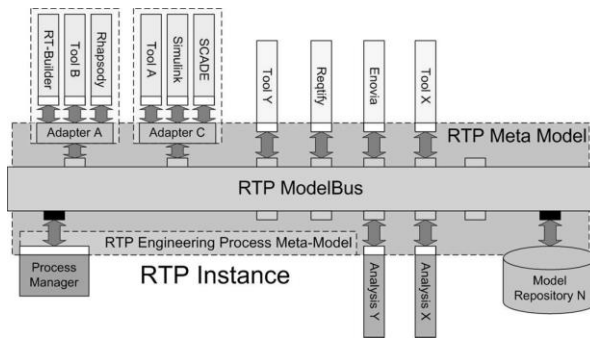 RT-Builder
Tool B
Rhapsody
Tool A
Simulink
SCADE
Tool Y
Reqtify
Enovia
Tool X
Adapter A
Adapter C
RTP Meta Model
RTP ModelBus
RTP Engineering Process Meta-Model
Process
Manager
RTP Instance
Analysis Y
Analysis X
Model
Repository N